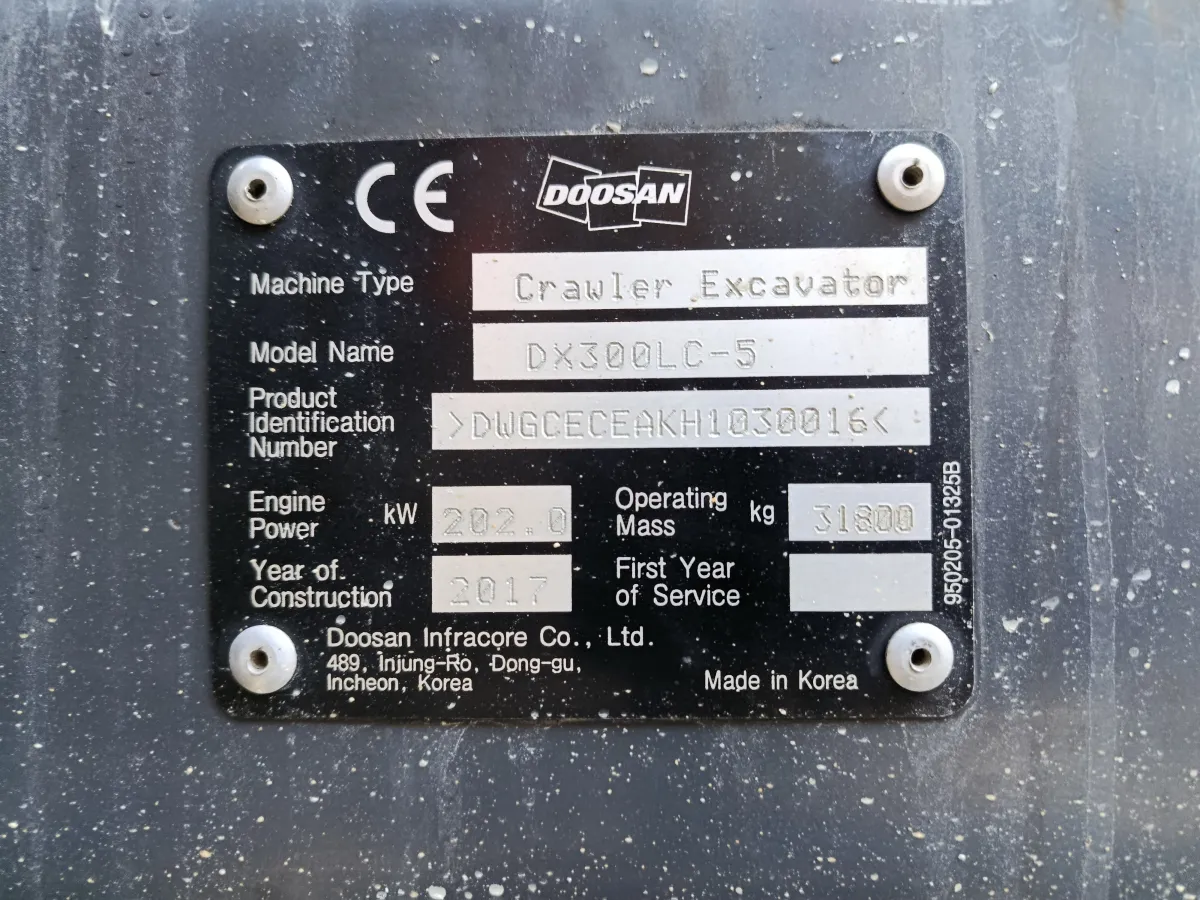 CE DOOSAN
Machine Type Crawler Excavator
Model Name DX300LC-5
Product
Identification
Number
>DWGCECEAKH1030016<
Engine
Power
kW 202.0
Operating
Mass
kg 31800
Year of
Construction
2017
First Year
of Service
950205-01325B
Doosan Infracore Co., Ltd.
489, Injung-Ro, Dong-gu,
Incheon, Korea
Made in Korea